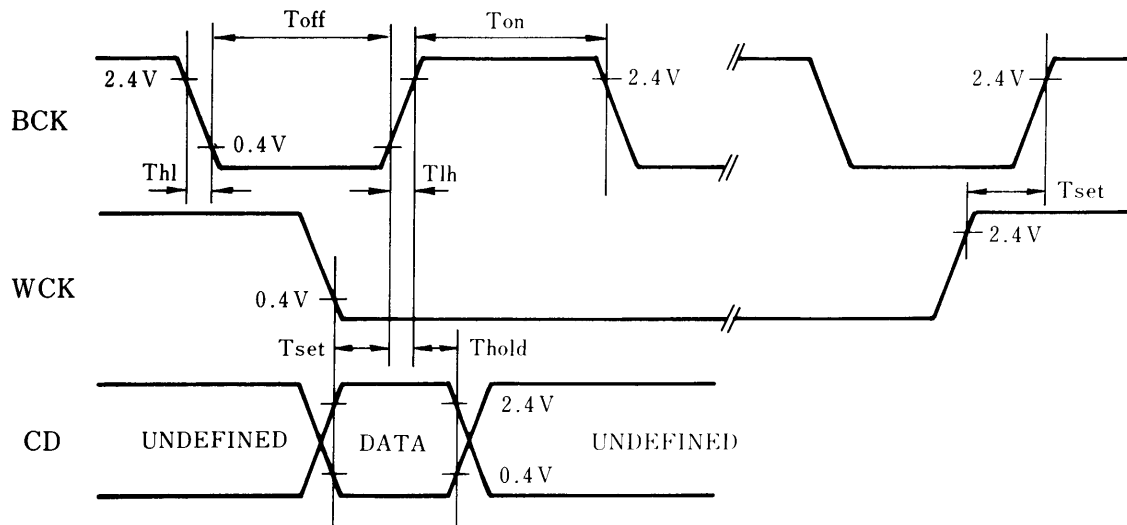 Toff Ton
2.4V 2.4V 2.4V
BCK
0.4V
Thl Tlh
Tset
2.4V
WCK
0.4V
Tset Thold
2.4V
CD UNDEFINED DATA UNDEFINED
0.4V